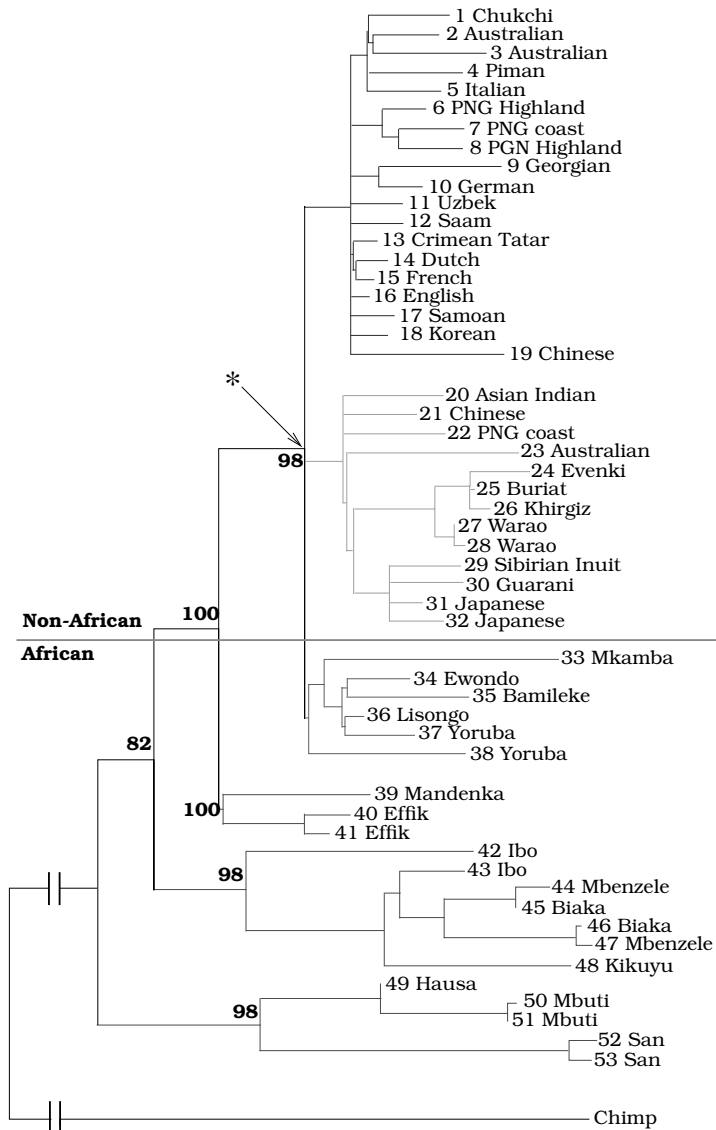 1 Chukchi
2 Australian
3 Australian
4 Piman
5 Italian
6 PNG Highland
7 PNG coast
8 PGN Highland
9 Georgian
10 German
11 Uzbek
12 Saam
13 Crimean Tatar
14 Dutch
15 French
16 English
17 Samoan
18 Korean
19 Chinese
*
20 Asian Indian
21 Chinese
22 PNG coast
98
23 Australian
24 Evenki
25 Buriat
26 Khirgiz
27 Warao
28 Warao
29 Sibirian Inuit
30 Guarani
31 Japanese
32 Japanese
100
Non-African
African
33 Mkamba
34 Ewondo
35 Bamileke
36 Lisongo
37 Yoruba
82
38 Yoruba
39 Mandenka
100
40 Effik
41 Effik
42 Ibo
98
43 Ibo
44 Mbenzele
45 Biaka
46 Biaka
47 Mbenzele
48 Kikuyu
49 Hausa
50 Mbuti
98
51 Mbuti
52 San
53 San
Chimp